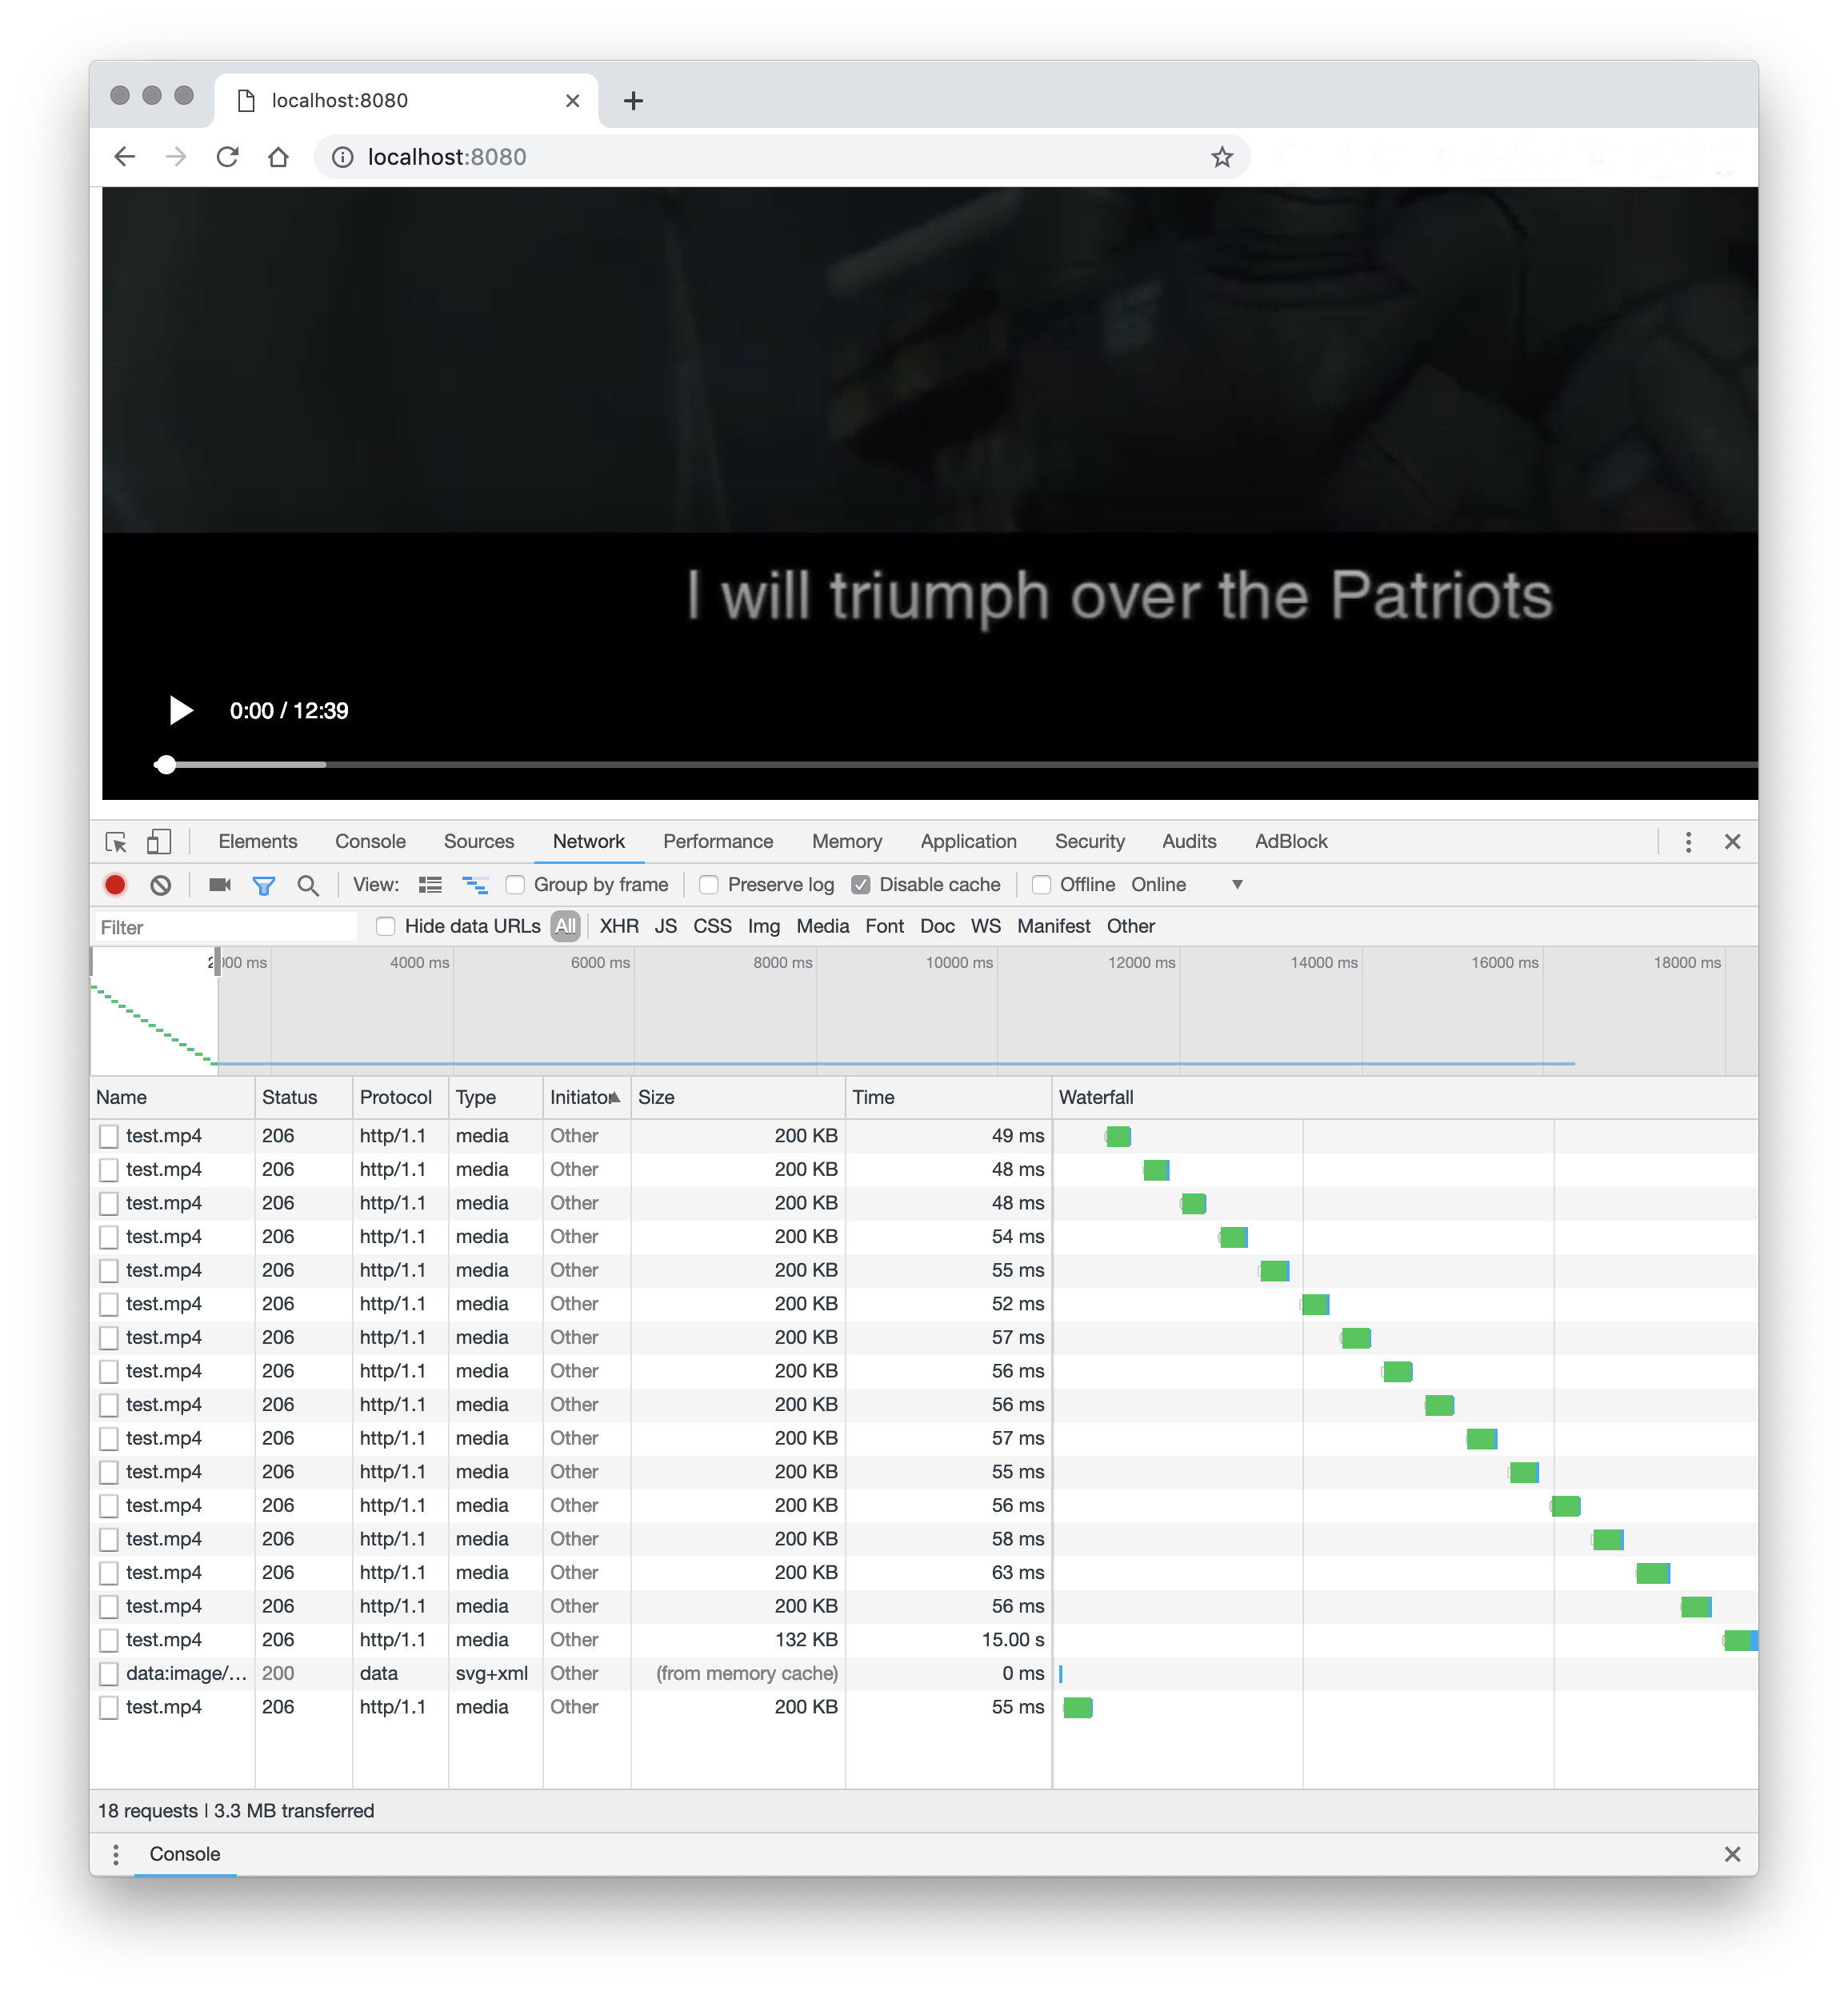 localhost:8080
localhost:8080
I will triumph over the Patriots
0:00 / 12:39
Elements Console Sources Network Performance Memory Application Security Audits AdBlock
View: Group by frame Preserve log Disable cache Offline Online
Filter Hide data URLs All XHR JS CSS Img Media Font Doc WS Manifest Other
2000 ms 4000 ms 6000 ms 8000 ms 10000 ms 12000 ms 14000 ms 16000 ms 18000 ms
Name Status Protocol Type Initiator Size Time Waterfall
test.mp4 206 http/1.1 media Other 200 KB 49 ms
test.mp4 206 http/1.1 media Other 200 KB 48 ms
test.mp4 206 http/1.1 media Other 200 KB 48 ms
test.mp4 206 http/1.1 media Other 200 KB 54 ms
test.mp4 206 http/1.1 media Other 200 KB 55 ms
test.mp4 206 http/1.1 media Other 200 KB 52 ms
test.mp4 206 http/1.1 media Other 200 KB 57 ms
test.mp4 206 http/1.1 media Other 200 KB 56 ms
test.mp4 206 http/1.1 media Other 200 KB 56 ms
test.mp4 206 http/1.1 media Other 200 KB 57 ms
test.mp4 206 http/1.1 media Other 200 KB 55 ms
test.mp4 206 http/1.1 media Other 200 KB 56 ms
test.mp4 206 http/1.1 media Other 200 KB 58 ms
test.mp4 206 http/1.1 media Other 200 KB 63 ms
test.mp4 206 http/1.1 media Other 200 KB 56 ms
test.mp4 206 http/1.1 media Other 132 KB 15.00 s
data:image/... 200 data svg+xml Other (from memory cache) 0 ms
test.mp4 206 http/1.1 media Other 200 KB 55 ms
18 requests | 3.3 MB transferred
Console